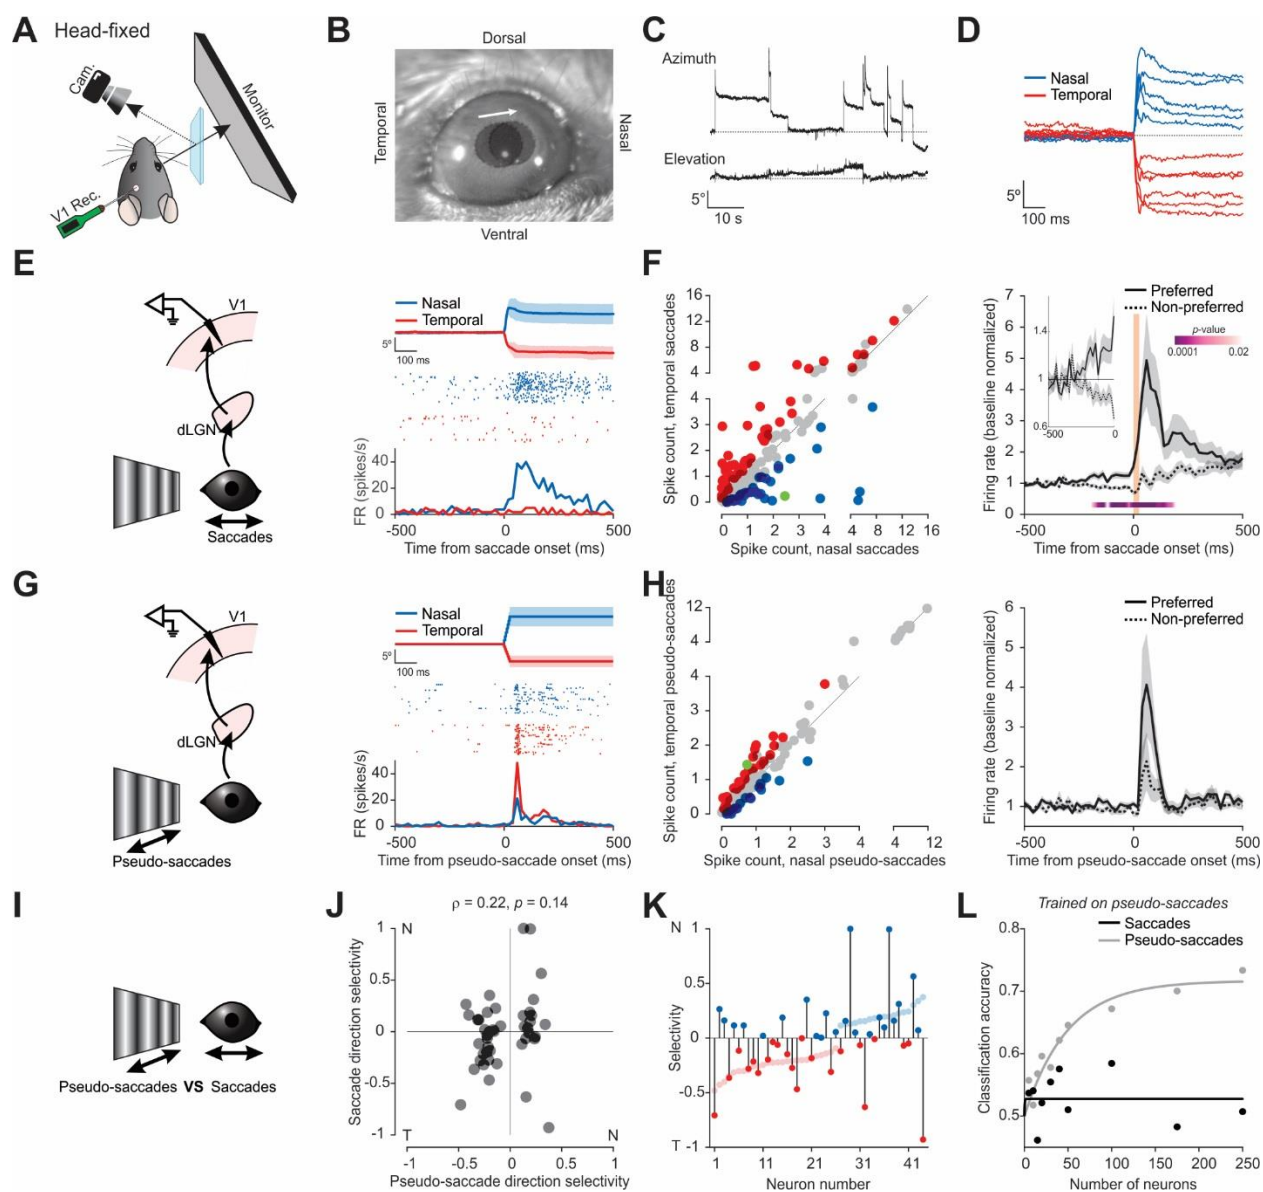 A
Head-fixed
Cam.
Monitor
V1 Rec.
B
Dorsal
Temporal
Nasal
Ventral
C
Azimuth
Elevation
5°
10 s
D
Nasal
Temporal
5°
100 ms
E
V1
dLGN
Saccades
Nasal
Temporal
5°
100 ms
FR (spikes/s)
40
20
0
-500 0 500
Time from saccade onset (ms)
F
Spike count, temporal saccades
16
12
8
4
4
3
2
1
0
0 1 2 3 4 4 8 12 16
Spike count, nasal saccades
Firing rate (baseline normalized)
7
6
5
4
3
2
1
0
Preferred
Non-preferred
p-value
0.0001 0.02
1.4
1
0.6
-500 0
-500 0 500
Time from saccade onset (ms)
G
V1
dLGN
Pseudo-saccades
Nasal
Temporal
5°
100 ms
FR (spikes/s)
40
20
0
-500 0 500
Time from pseudo-saccade onset (ms)
H
Spike count, temporal pseudo-saccades
12
4
4
3
2
1
0
0 1 2 3 4 4 8 12
Spike count, nasal pseudo-saccades
Firing rate (baseline normalized)
6
5
4
3
2
1
Preferred
Non-preferred
-500 0 500
Time from pseudo-saccade onset (ms)
I
Pseudo-saccades VS Saccades
J
ρ = 0.22, p = 0.14
Saccade direction selectivity
1
0.5
0
-0.5
-1
N
T
N
-1 -0.5 0 0.5 1
Pseudo-saccade direction selectivity
K
Selectivity
N 1
0.5
0
-0.5
T -1
1 11 21 31 41
Neuron number
L
Trained on pseudo-saccades
Saccades
Pseudo-saccades
Classification accuracy
0.8
0.7
0.6
0.5
0 50 100 150 200 250
Number of neurons